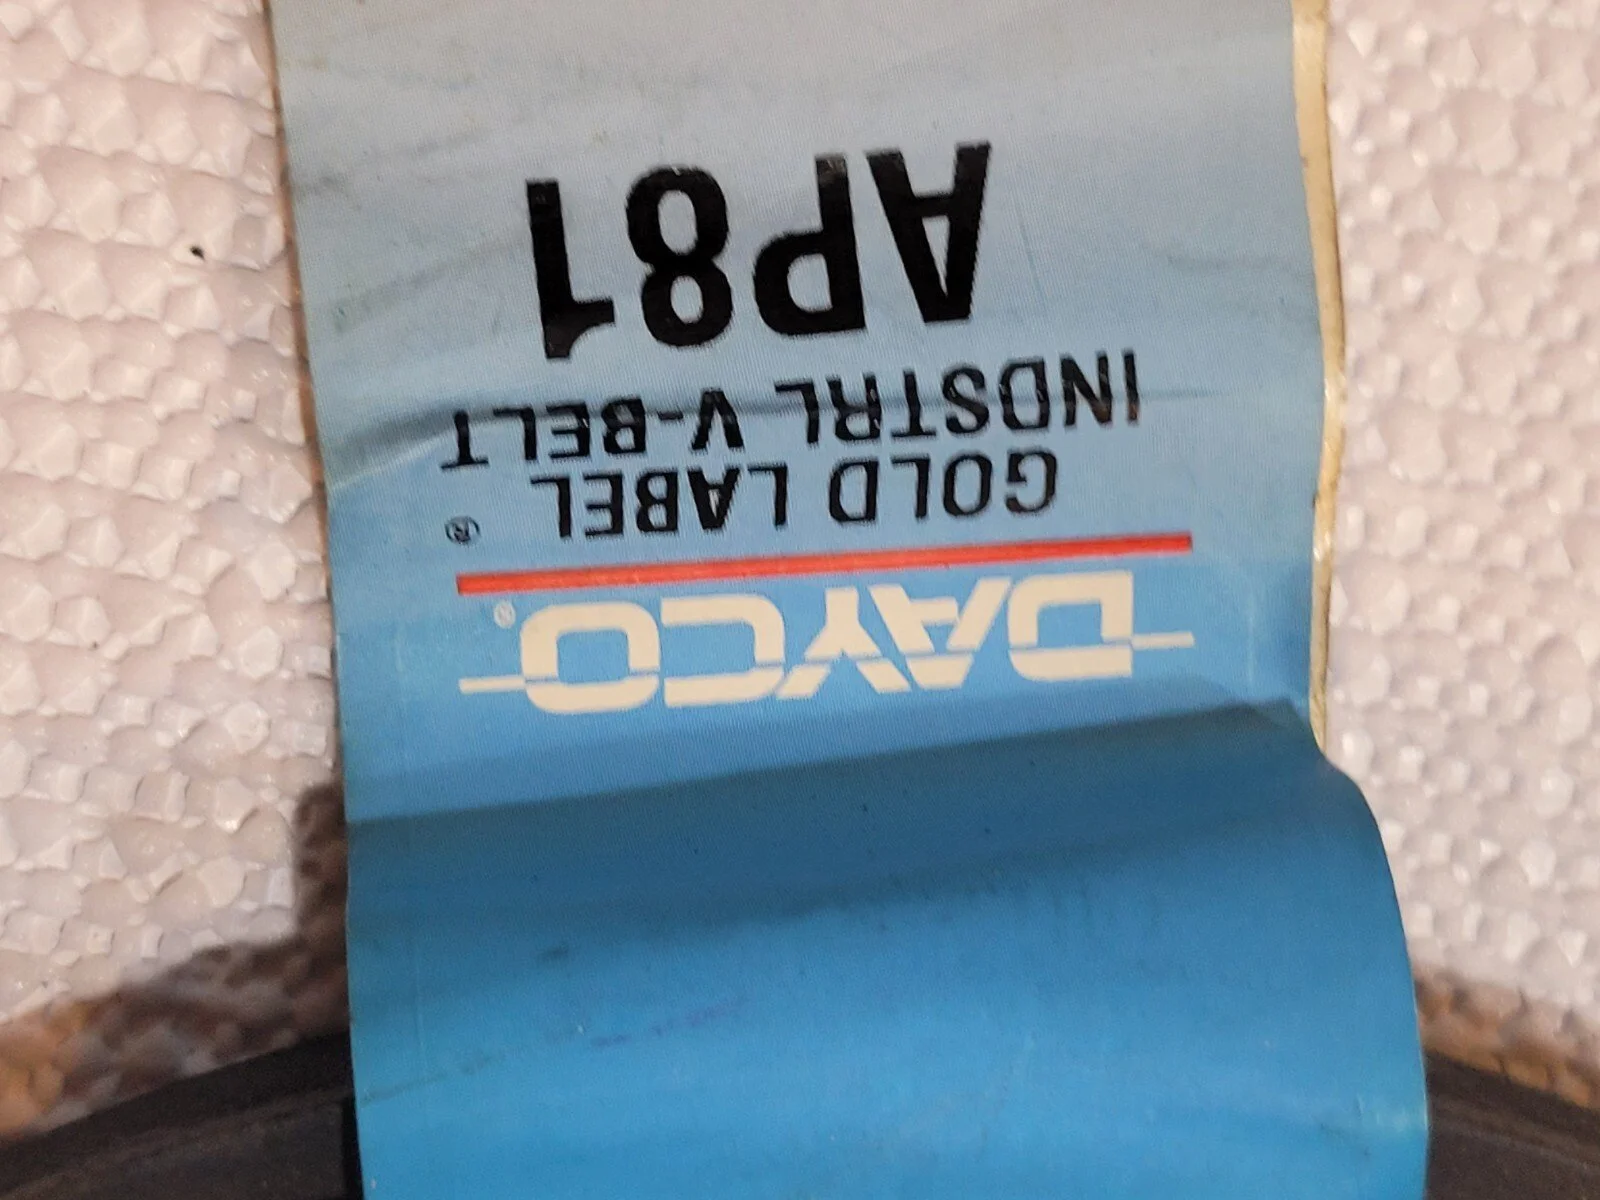 DAYCO®
GOLD LABEL®
INDSTRL V-BELT
AP81